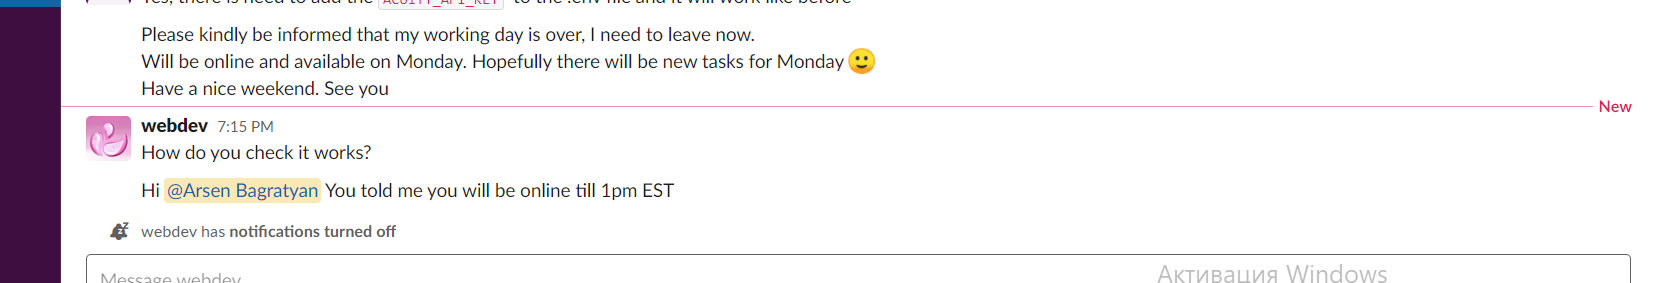 Yes, there is need to add the ACUITY_API_KEY to the .env file and it will work like before
Please kindly be informed that my working day is over, I need to leave now.
Will be online and available on Monday. Hopefully there will be new tasks for Monday
Have a nice weekend. See you
New
webdev 7:15 PM
How do you check it works?
Hi @Arsen Bagratyan You told me you will be online till 1pm EST
webdev has notifications turned off
Message webdev
Активация Windows